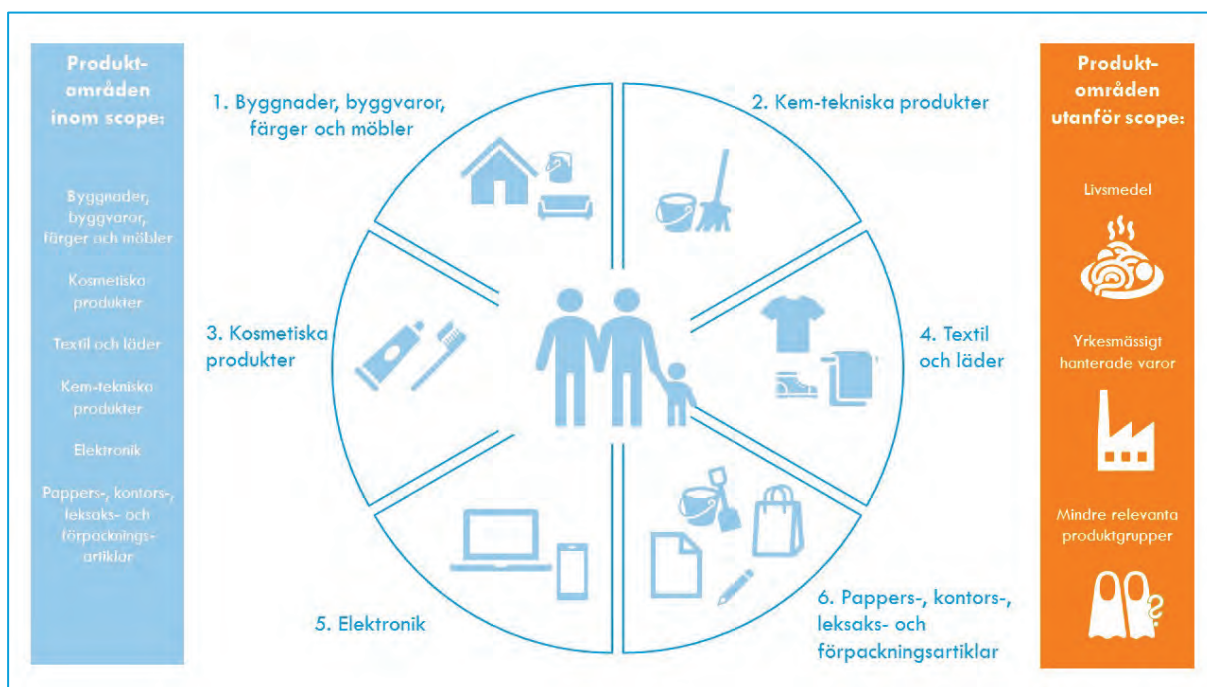 Produkt-
områden
inom scope:
Byggnader,
byggvaror,
färger och möbler
Kosmetiska
produkter
Textil och läder
Kem-tekniska
produkter
Elektronik
Pappers-, kontors-,
leksaks- och
förpacknings-
artiklar
1. Byggnader, byggvaror,
färger och möbler
2. Kem-tekniska produkter
3. Kosmetiska
produkter
4. Textil
och läder
5. Elektronik
6. Pappers-, kontors-,
leksaks- och
förpackningsartiklar
Produkt-
områden
utanför scope:
Livsmedel
Yrkesmässigt
hanterade varor
Mindre relevanta
produktgrupper
?